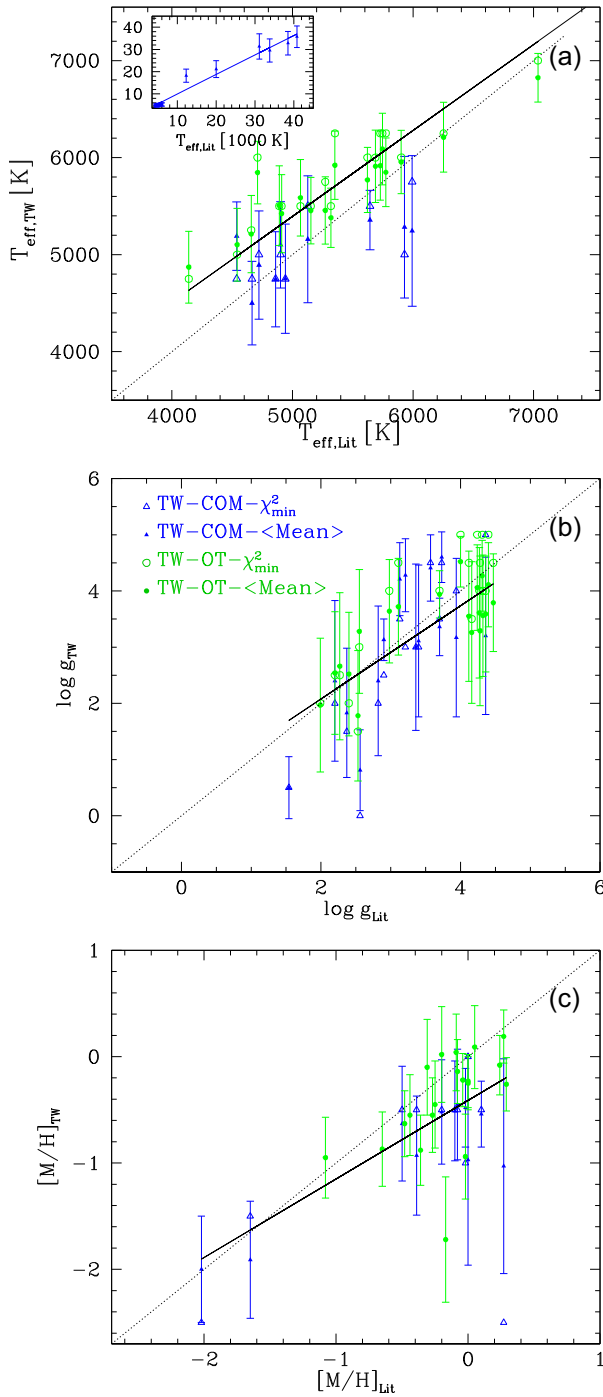 40
30
20
10
10 20 30 40
T_eff,Lit [1000 K]
(a)
7000
6000
5000
4000
T_eff,TW [K]
4000 5000 6000 7000
T_eff,Lit [K]
6
4
2
0
log g_TW
TW-COM-χ²_min
TW-COM-<Mean>
TW-OT-χ²_min
TW-OT-<Mean>
(b)
0 2 4 6
log g_Lit
1
0
-1
-2
[M/H]_TW
(c)
-2 -1 0 1
[M/H]_Lit